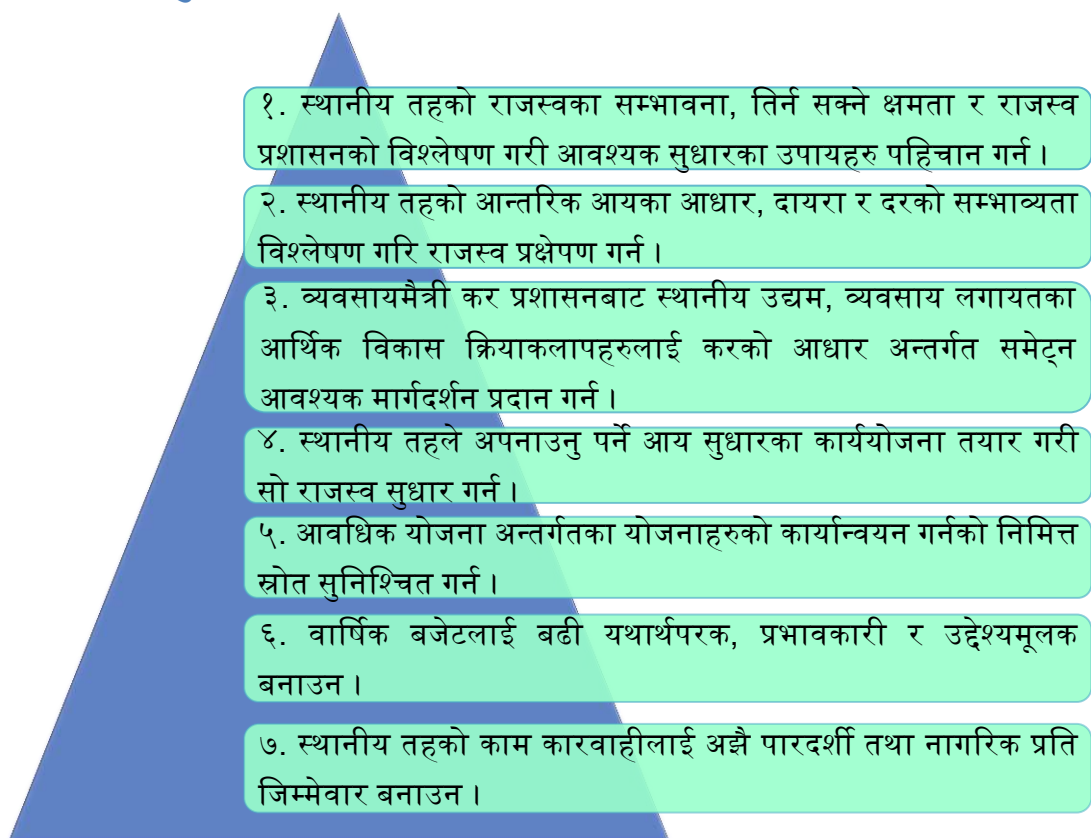 १. स्थानीय तहको राजस्वका सम्भावना, तिर्न सक्ने क्षमता र राजस्व
प्रशासनको विश्लेषण गरी आवश्यक सुधारका उपायहरु पहिचान गर्न ।
२. स्थानीय तहको आन्तरिक आयका आधार, दायरा र दरको सम्भाव्यता
विश्लेषण गरि राजस्व प्रक्षेपण गर्न ।
३. व्यवसायमैत्री कर प्रशासनबाट स्थानीय उद्यम, व्यवसाय लगायतका
आर्थिक विकास क्रियाकलापहरुलाई करको आधार अन्तर्गत समेट्न
आवश्यक मार्गदर्शन प्रदान गर्न ।
४. स्थानीय तहले अपनाउनु पर्ने आय सुधारका कार्ययोजना तयार गरी
सो राजस्व सुधार गर्न ।
५. आवधिक योजना अन्तर्गतका योजनाहरुको कार्यान्वयन गर्नको निमित्त
स्रोत सुनिश्चित गर्न ।
६. वार्षिक बजेटलाई बढी यथार्थपरक, प्रभावकारी र उद्देश्यमूलक
बनाउन ।
७. स्थानीय तहको काम कारवाहीलाई अझै पारदर्शी तथा नागरिक प्रति
जिम्मेवार बनाउन ।